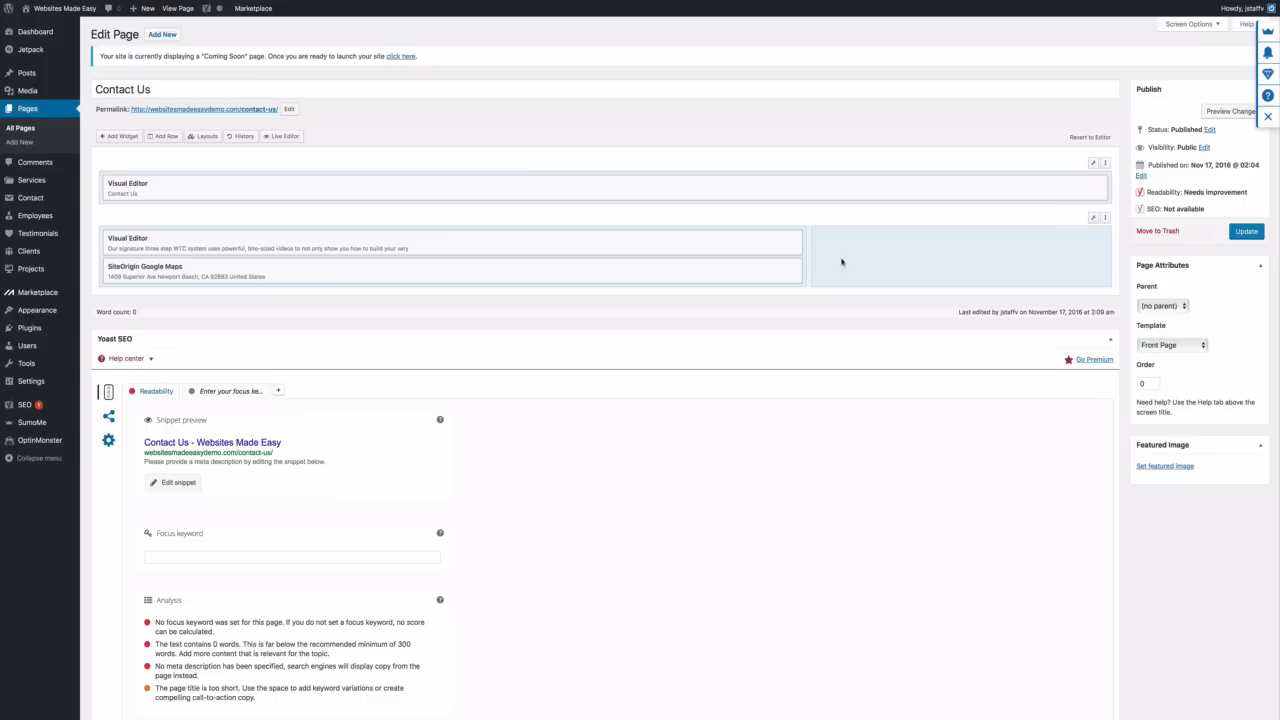 Websites Made Easy
0
New
View Page
Marketplace
Howdy, jstaffv
Dashboard
Jetpack
Posts
Media
Pages
All Pages
Add New
Comments
Services
Contact
Employees
Testimonials
Clients
Projects
Marketplace
Appearance
Plugins
Users
Tools
Settings
SEO 1
SumoMe
OptinMonster
Collapse menu
Edit Page
Add New
Screen Options
Help
Your site is currently displaying a "Coming Soon" page. Once you are ready to launch your site click here.
Contact Us
Permalink: http://websitesmadeeasydemo.com/contact-us/ Edit
Add Widget
Add Row
Layouts
History
Live Editor
Revert to Editor
Visual Editor
Contact Us
Visual Editor
Our signature three step WTC system uses powerful, bite-sized videos to not only show you how to build your very
SiteOrigin Google Maps
1409 Superior Ave Newport Beach, CA 92663 United States
Word count: 0
Last edited by jstaffv on November 17, 2016 at 2:09 am
Yoast SEO
Help center
Go Premium
Readability
Enter your focus ke...
+
Snippet preview
Contact Us - Websites Made Easy
websitesmadeeasydemo.com/contact-us/
Please provide a meta description by editing the snippet below.
Edit snippet
Focus keyword
Analysis
No focus keyword was set for this page. If you do not set a focus keyword, no score
can be calculated.
The text contains 0 words. This is far below the recommended minimum of 300
words. Add more content that is relevant for the topic.
No meta description has been specified, search engines will display copy from the
page instead.
The page title is too short. Use the space to add keyword variations or create
compelling call-to-action copy.
Publish
Preview Change
Status: Published Edit
Visibility: Public Edit
Published on: Nov 17, 2016 @ 02:04
Edit
Readability: Needs improvement
SEO: Not available
Move to Trash
Update
Page Attributes
Parent
(no parent)
Template
Front Page
Order
0
Need help? Use the Help tab above the
screen title.
Featured Image
Set featured image